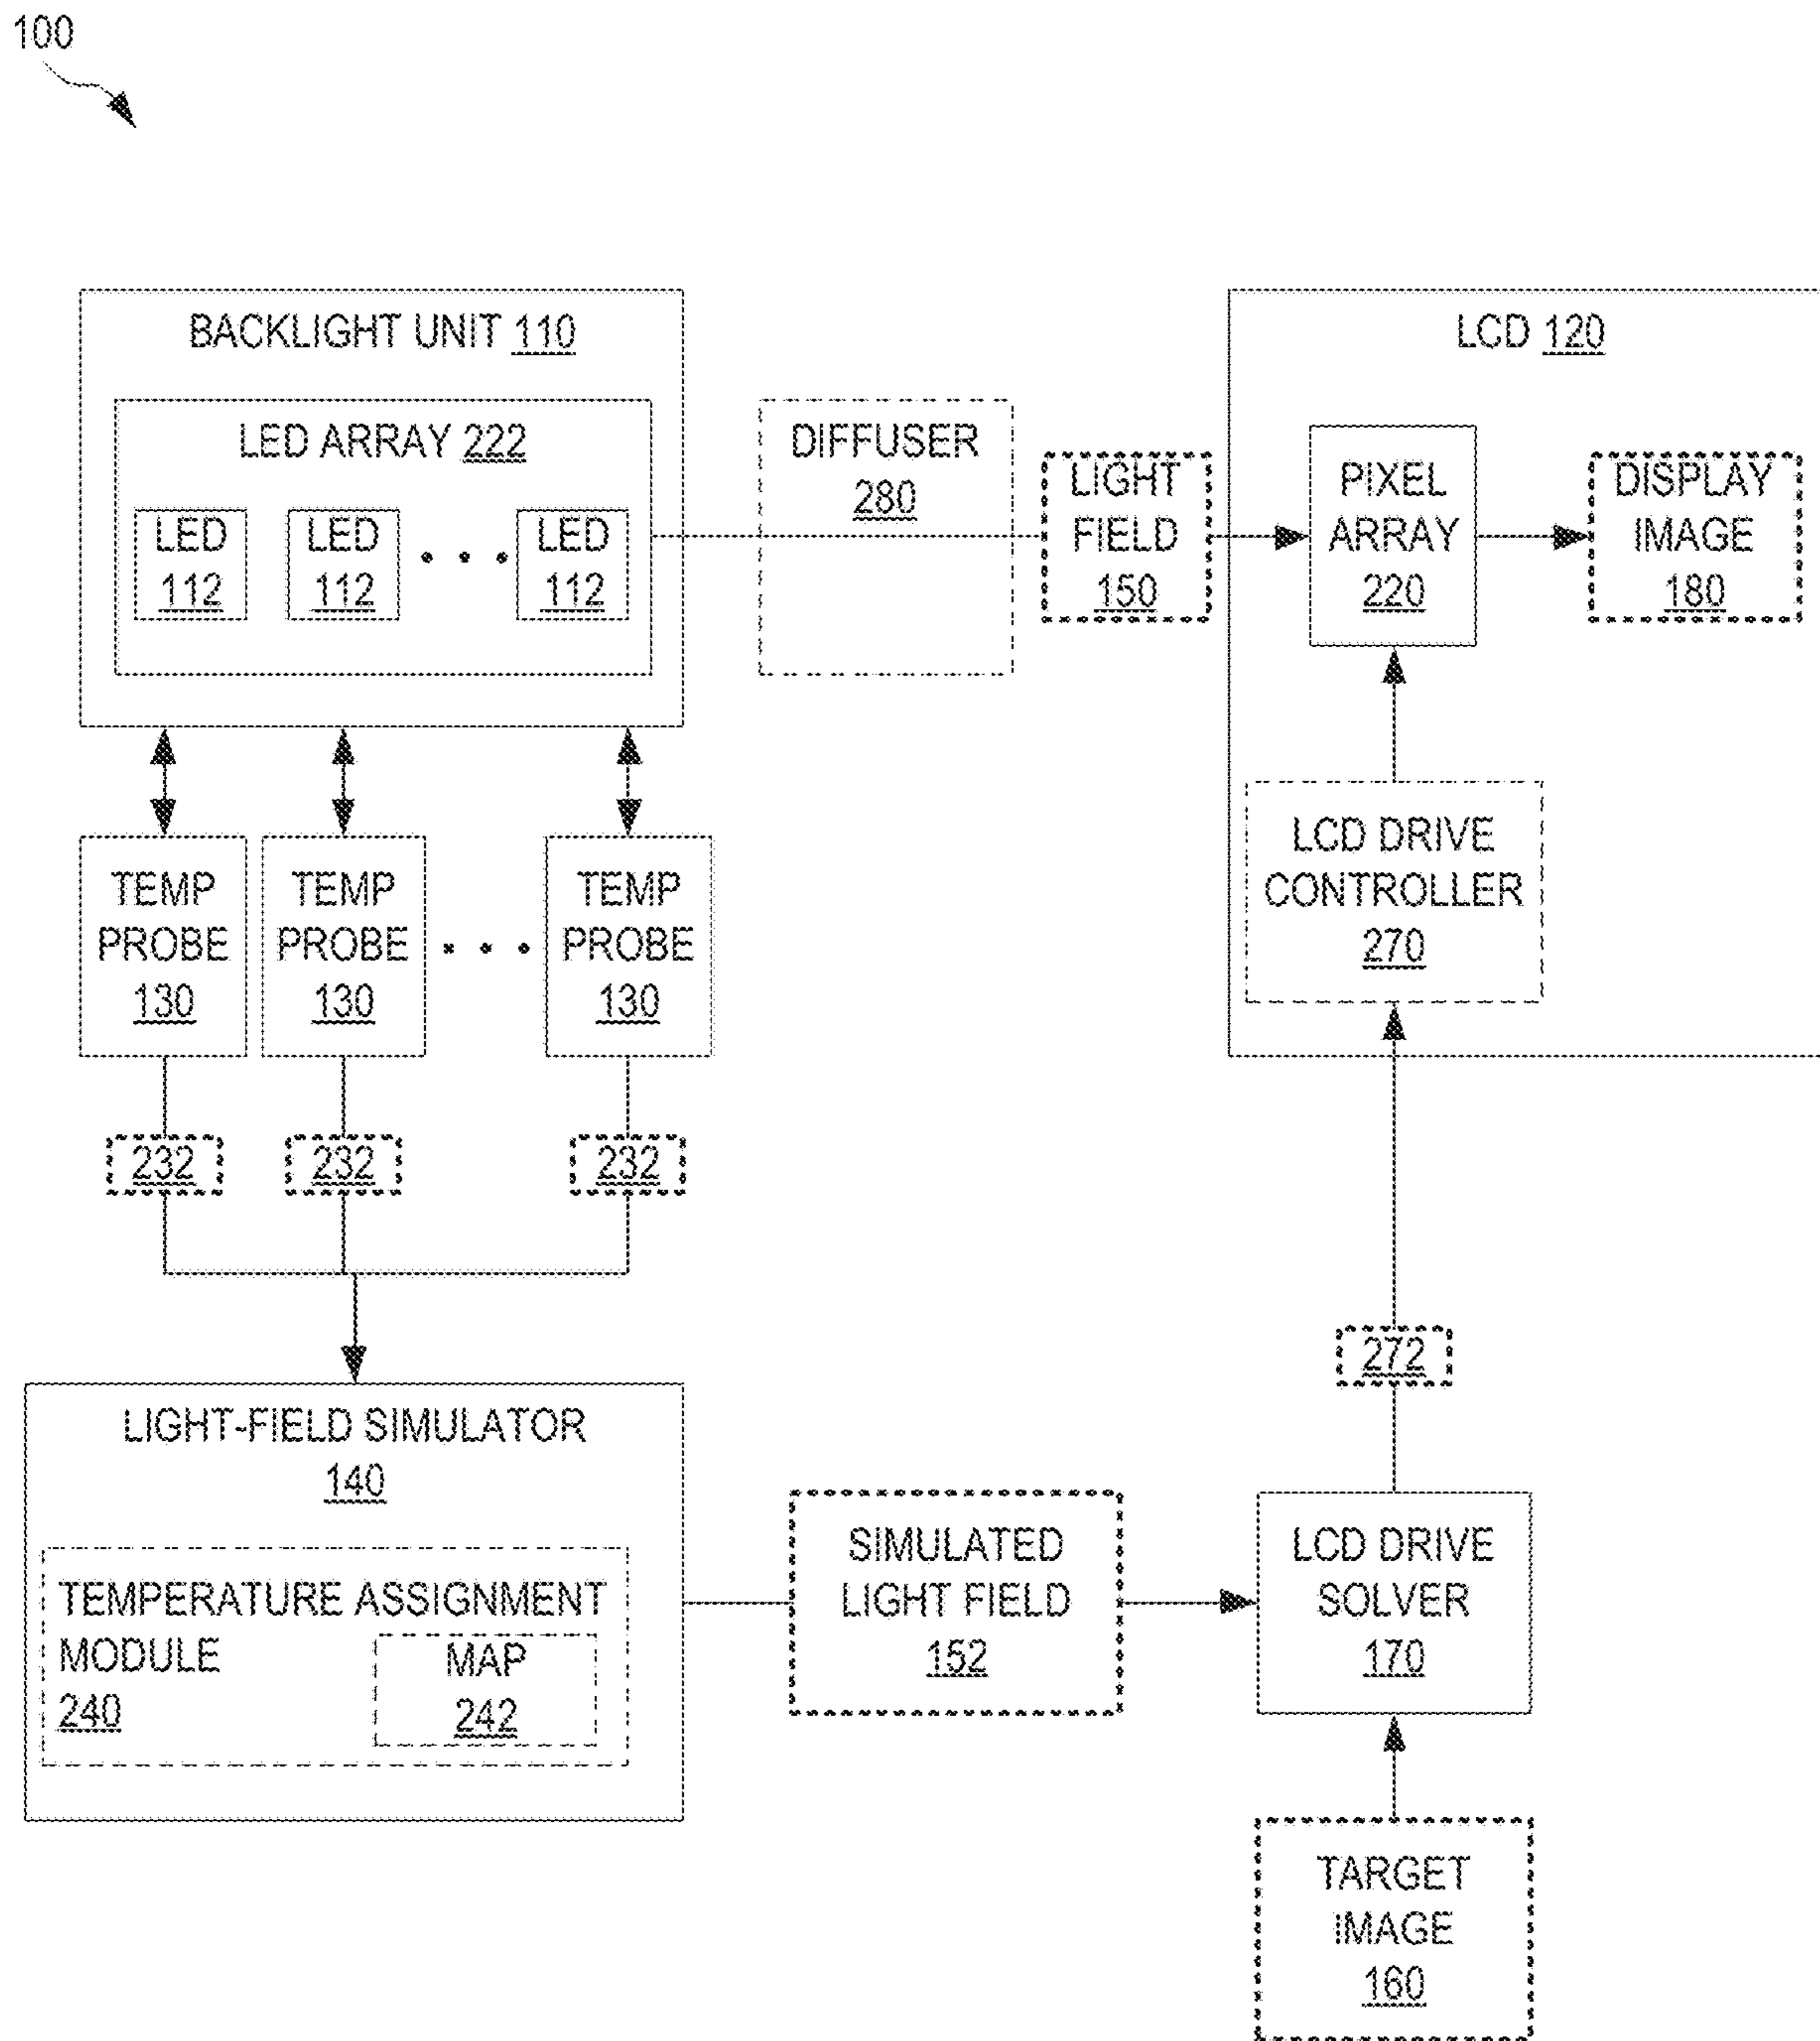 100
BACKLIGHT UNIT 110
LED ARRAY 222
LED
112
LED
112
• • •
LED
112
DIFFUSER
280
LIGHT
FIELD
150
LCD 120
PIXEL
ARRAY
220
DISPLAY
IMAGE
180
LCD DRIVE
CONTROLLER
270
TEMP
PROBE
130
TEMP
PROBE
130
• • •
TEMP
PROBE
130
232
232
232
272
LIGHT-FIELD SIMULATOR
140
TEMPERATURE ASSIGNMENT
MODULE
240
MAP
242
SIMULATED
LIGHT FIELD
152
LCD DRIVE
SOLVER
170
TARGET
IMAGE
160